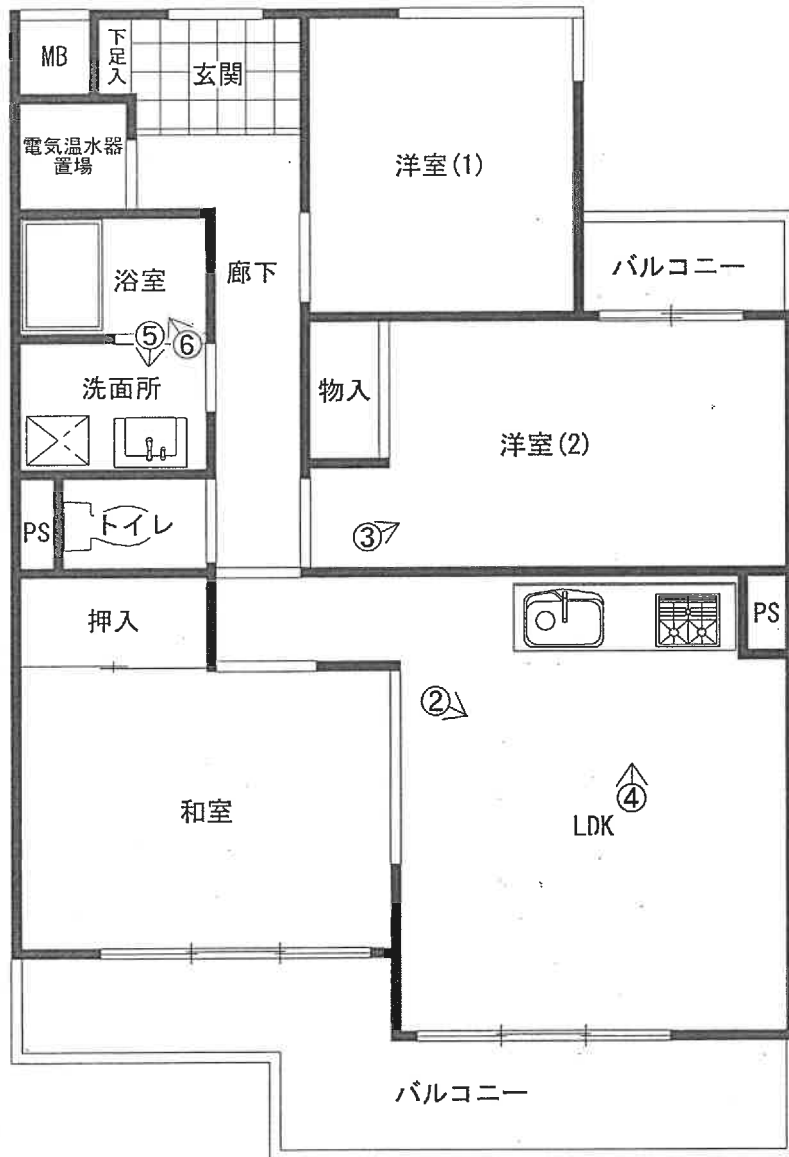 MB
下足入
玄関
電気温水器
置場
洋室(1)
浴室
廊下
バルコニー
⑤
⑥
洗面所
物入
洋室(2)
PS
トイレ
③
押入
PS
②
和室
④
LDK
バルコニー